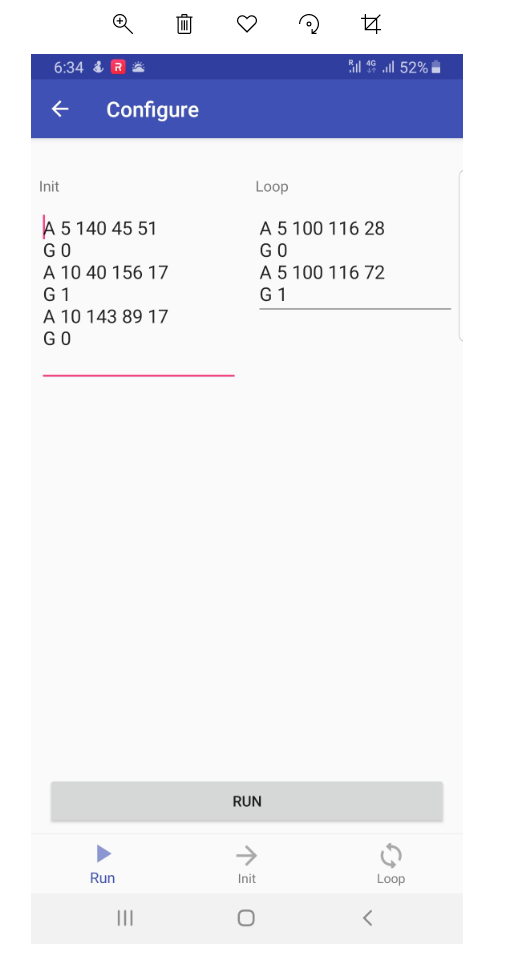 6:34
R
R 4G 52%
Configure
Init
A 5 140 45 51
G 0
A 10 40 156 17
G 1
A 10 143 89 17
G 0
Loop
A 5 100 116 28
G 0
A 5 100 116 72
G 1
RUN
Run
Init
Loop